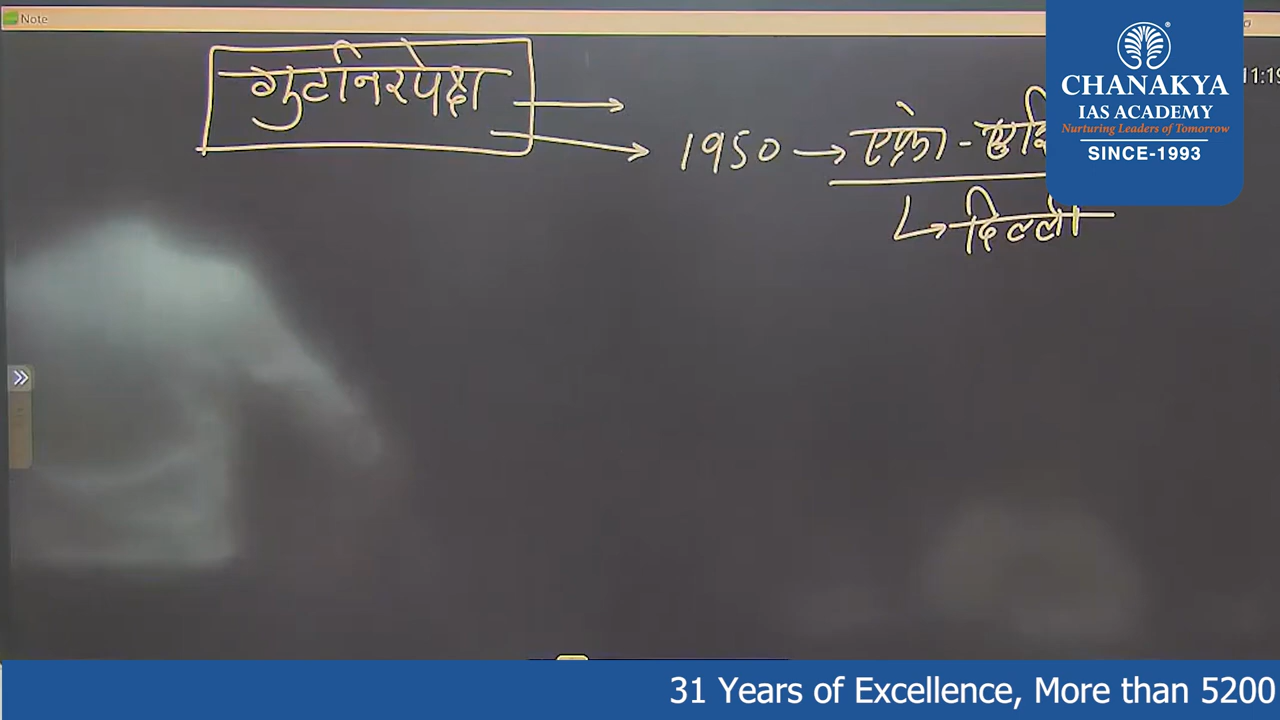 Note
गुटनिरपेक्ष →
→ 1950 → एफ्रो -
↳ दिल्ली
11:19
CHANAKYA
IAS ACADEMY
Nurturing Leaders of Tomorrow
SINCE-1993
31 Years of Excellence, More than 5200